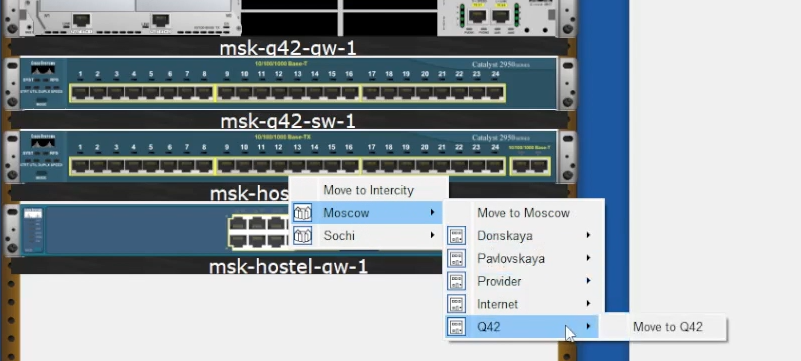 msk-q42-gw-1
10/100/1000 Base-T
Catalyst 2950
1 2 3 4 5 6 7 8 9 10 11 12 13 14 15 16 17 18 19 20 21 22 23 24
msk-q42-sw-1
10/100/1000 Base-TX
Catalyst 2950
1 2 3 4 5 6 7 8 9 10 11 12 13 14 15 16 17 18 19 20 21 22 23 24
msk-hos
Move to Intercity
Moscow
Sochi
Move to Moscow
Donskaya
Pavlovskaya
Provider
Internet
Q42
Move to Q42
msk-hostel-gw-1